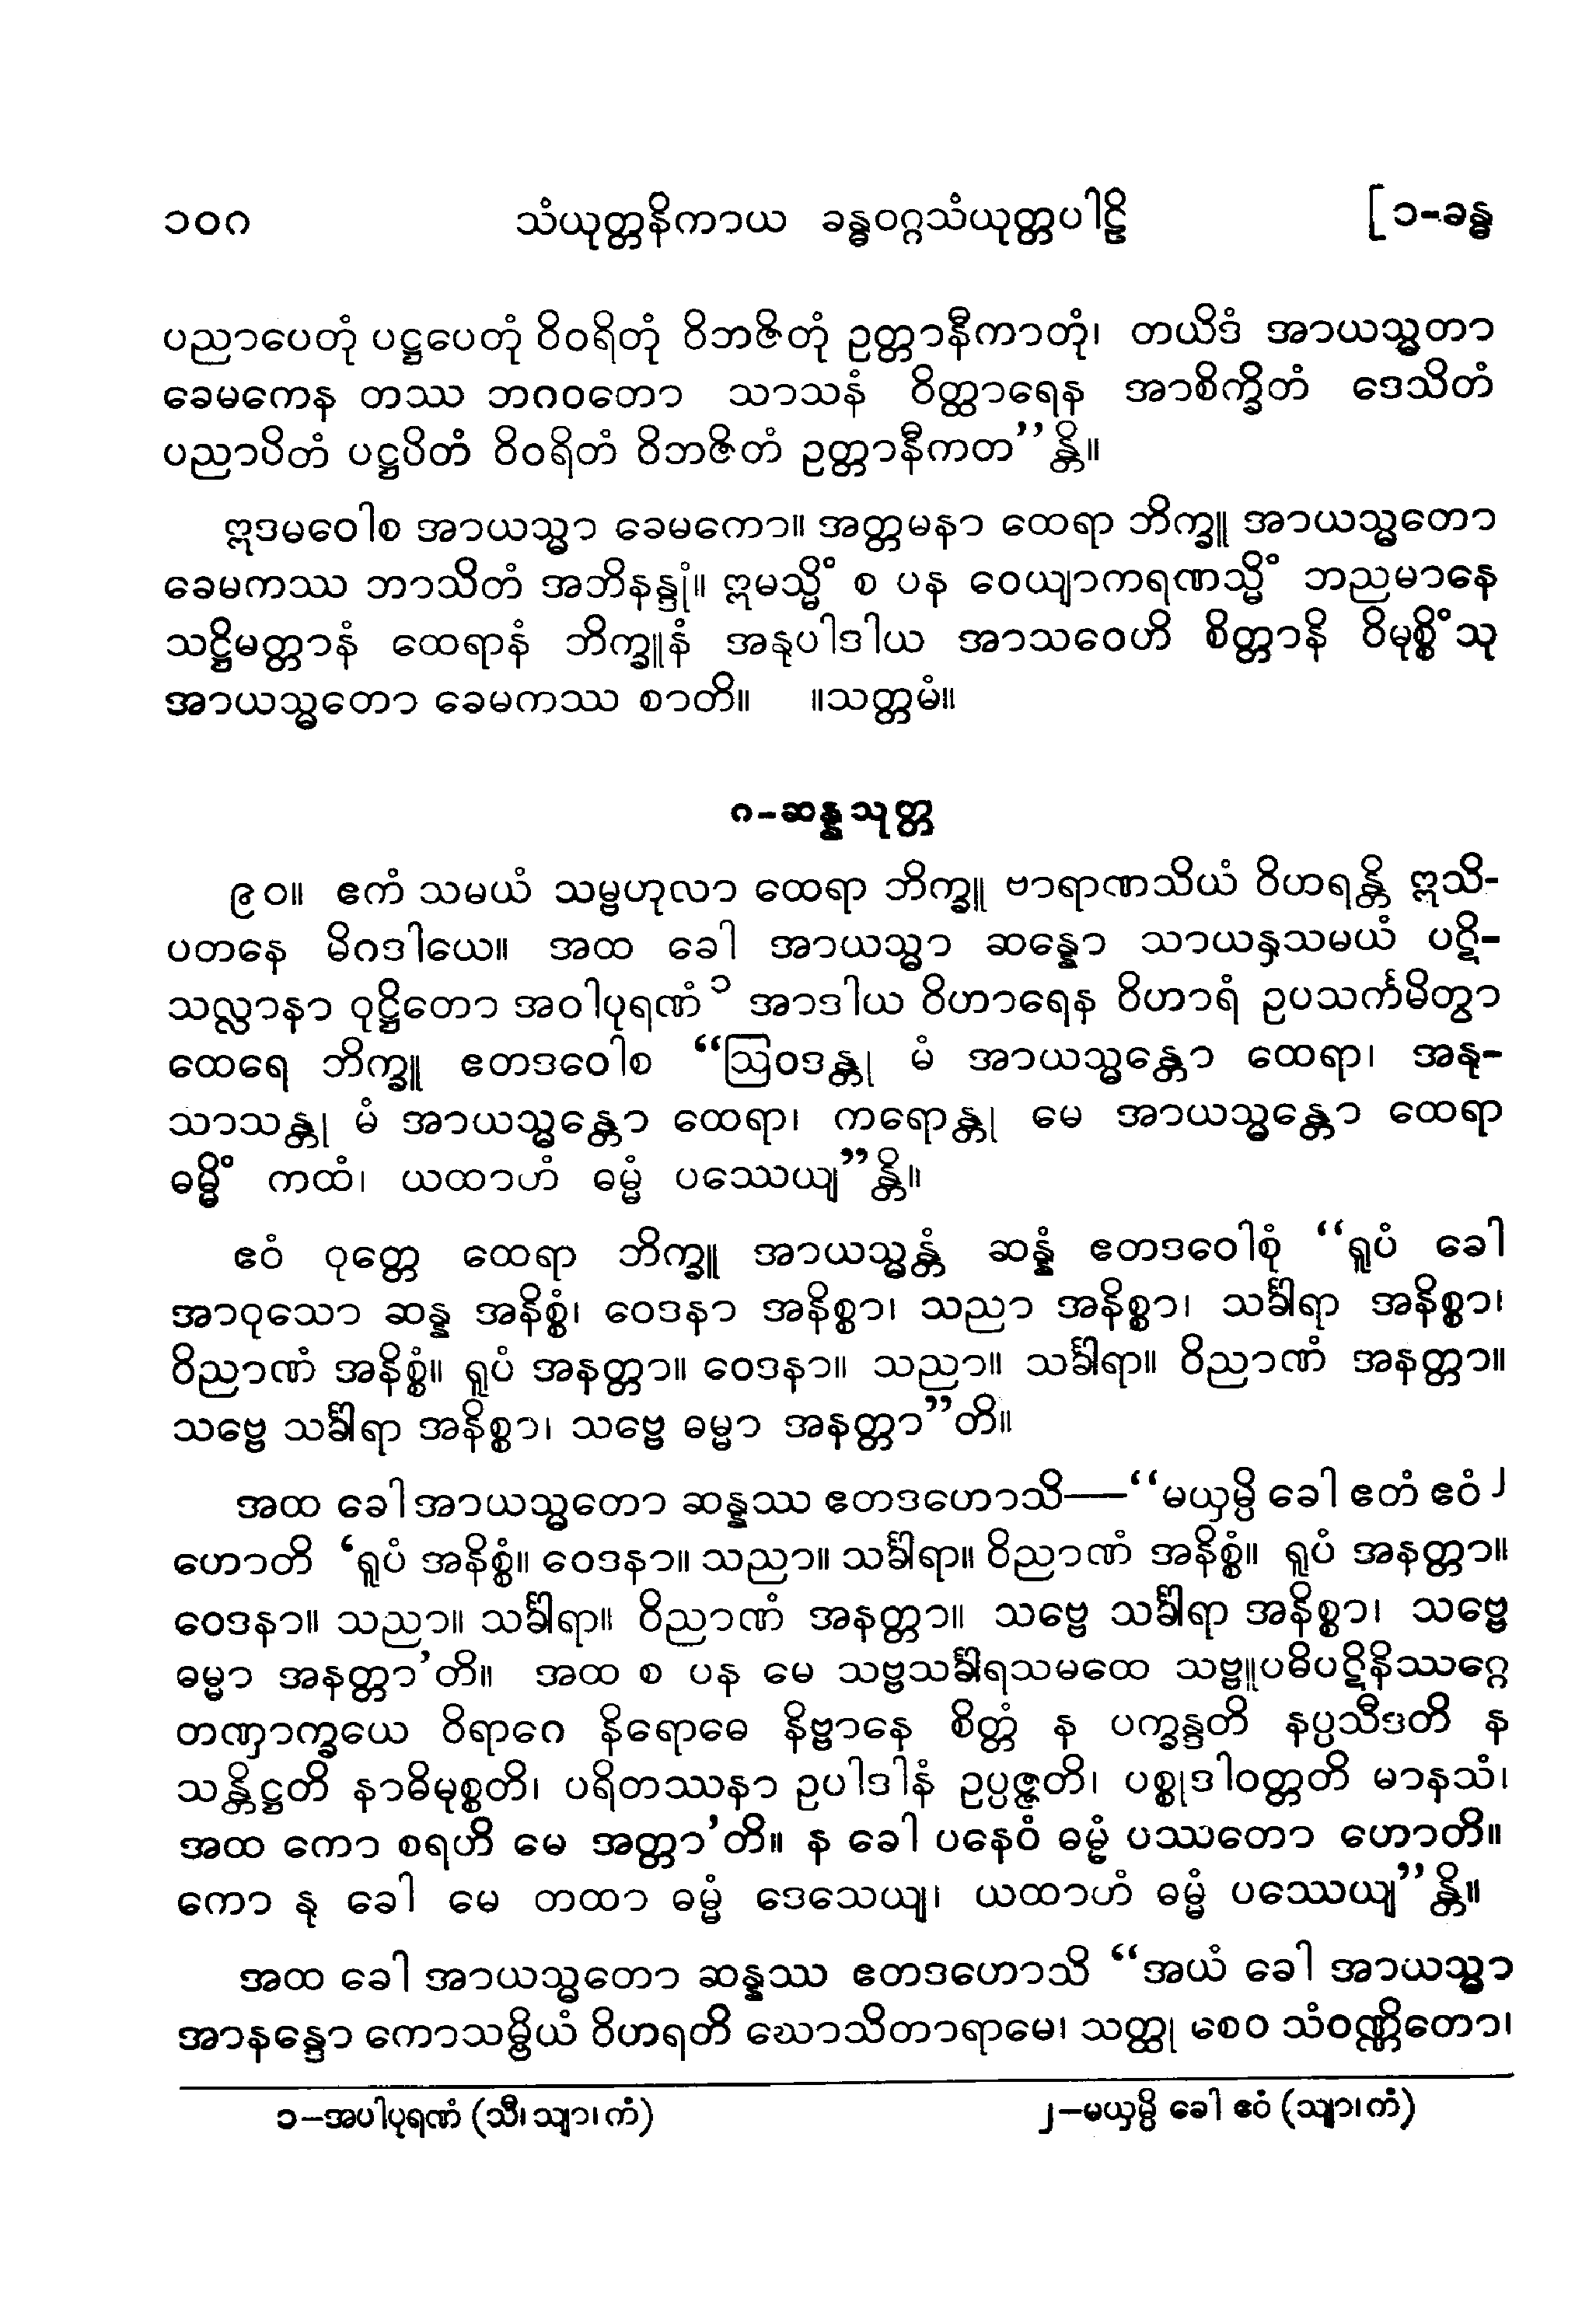 ၁၀ဂ သံယုတ္တနိကာယ ခန္ဓဝဂ္ဂသံယုတ္တပါဠိ [၁-ခန္ဓ
ပညာပေတုံ ပဋ္ဌပေတုံ ဝိဝရိတုံ ဝိဘဇိတုံ ဥတ္တာနီကာတုံ၊ တယိဒံ အာယသ္မတာ
ခေမကေန တဿ ဘဂဝတော သာသနံ ဝိတ္ထာရေန အာစိက္ခိတံ ဒေသိတံ
ပညာပိတံ ပဋ္ဌပိတံ ဝိဝရိတံ ဝိဘဇိတံ ဥတ္တာနီကတ’’န္တိ။
ဣဒမဝေါစ အာယသ္မာ ခေမကော။ အတ္တမနာ ထေရာ ဘိက္ခူ အာယသ္မတော
ခေမကဿ ဘာသိတံ အဘိနန္ဒုံ။ ဣမသ္မိံ စ ပန ဝေယျာကရဏသ္မိံ ဘညမာနေ
သဋ္ဌိမတ္တာနံ ထေရာနံ ဘိက္ခူနံ အနုပါဒါယ အာသဝေဟိ စိတ္တာနိ ဝိမုစ္စိံသု
အာယသ္မတော ခေမကဿ စာတိ။ ။သတ္တမံ။
ဂ-ဆန္နသုတ္တ
၉၀။ ဧကံ သမယံ သမ္ဗဟုလာ ထေရာ ဘိက္ခူ ဗာရာဏသိယံ ဝိဟရန္တိ ဣသိ-
ပတနေ မိဂဒါယေ။ အထ ခေါ အာယသ္မာ ဆန္နော သာယနှသမယံ ပဋိ-
သလ္လာနာ ဝုဋ္ဌိတော အဝါပုရဏံ၁ အာဒါယ ဝိဟာရေန ဝိဟာရံ ဥပသင်္ကမိတွာ
ထေရေ ဘိက္ခူ ဧတဒဝေါစ “ဩဝဒန္တု မံ အာယသ္မန္တော ထေရာ၊ အနု-
သာသန္တု မံ အာယသ္မန္တော ထေရာ၊ ကရောန္တု မေ အာယသ္မန္တော ထေရာ
ဓမ္မိံ ကထံ၊ ယထာဟံ ဓမ္မံ ပဿေယျ”န္တိ။
ဧဝံ ဝုတ္တေ ထေရာ ဘိက္ခူ အာယသ္မန္တံ ဆန္နံ ဧတဒဝေါစုံ “ရူပံ ခေါ
အာဝုသော ဆန္န အနိစ္စံ၊ ဝေဒနာ အနိစ္စာ၊ သညာ အနိစ္စာ၊ သင်္ခါရာ အနိစ္စာ၊
ဝိညာဏံ အနိစ္စံ။ ရူပံ အနတ္တာ။ ဝေဒနာ။ သညာ။ သင်္ခါရာ။ ဝိညာဏံ အနတ္တာ။
သဗ္ဗေ သင်္ခါရာ အနိစ္စာ၊ သဗ္ဗေ ဓမ္မာ အနတ္တာ”တိ။
အထ ခေါ အာယသ္မတော ဆန္နဿ ဧတဒဟောသိ—“မယှမ္ပိ ခေါ ဧတံ ဧဝံ၂
ဟောတိ ‘ရူပံ အနိစ္စံ။ ဝေဒနာ။ သညာ။ သင်္ခါရာ။ ဝိညာဏံ အနိစ္စံ။ ရူပံ အနတ္တာ။
ဝေဒနာ။ သညာ။ သင်္ခါရာ။ ဝိညာဏံ အနတ္တာ။ သဗ္ဗေ သင်္ခါရာ အနိစ္စာ၊ သဗ္ဗေ
ဓမ္မာ အနတ္တာ’တိ။ အထ စ ပန မေ သဗ္ဗသင်္ခါရသမထေ သဗ္ဗူပဓိပဋိနိဿဂ္ဂေ
တဏှာက္ခယေ ဝိရာဂေ နိရောဓေ နိဗ္ဗာနေ စိတ္တံ န ပက္ခန္ဒတိ နပ္ပသီဒတိ န
သန္တိဋ္ဌတိ နာဓိမုစ္စတိ၊ ပရိတဿနာ ဥပါဒါနံ ဥပ္ပဇ္ဇတိ၊ ပစ္စုဒါဝတ္တတိ မာနသံ၊
အထ ကော စရဟိ မေ အတ္တာ’တိ။ န ခေါ ပနေဝံ ဓမ္မံ ပဿတော ဟောတိ။
ကော နု ခေါ မေ တထာ ဓမ္မံ ဒေသေယျ၊ ယထာဟံ ဓမ္မံ ပဿေယျ”န္တိ။
အထ ခေါ အာယသ္မတော ဆန္နဿ ဧတဒဟောသိ “အယံ ခေါ အာယသ္မာ
အာနန္ဒော ကောသမ္ဗိယံ ဝိဟရတိ ဃောသိတာရာမေ၊ သတ္ထု စေဝ သံဝဏ္ဏိတော၊
၁–အပါပုရဏံ (သီ၊ သျာ၊ ကံ) ၂–မယှမ္ပိ ခေါ ဧဝံ (သျာ၊ ကံ)